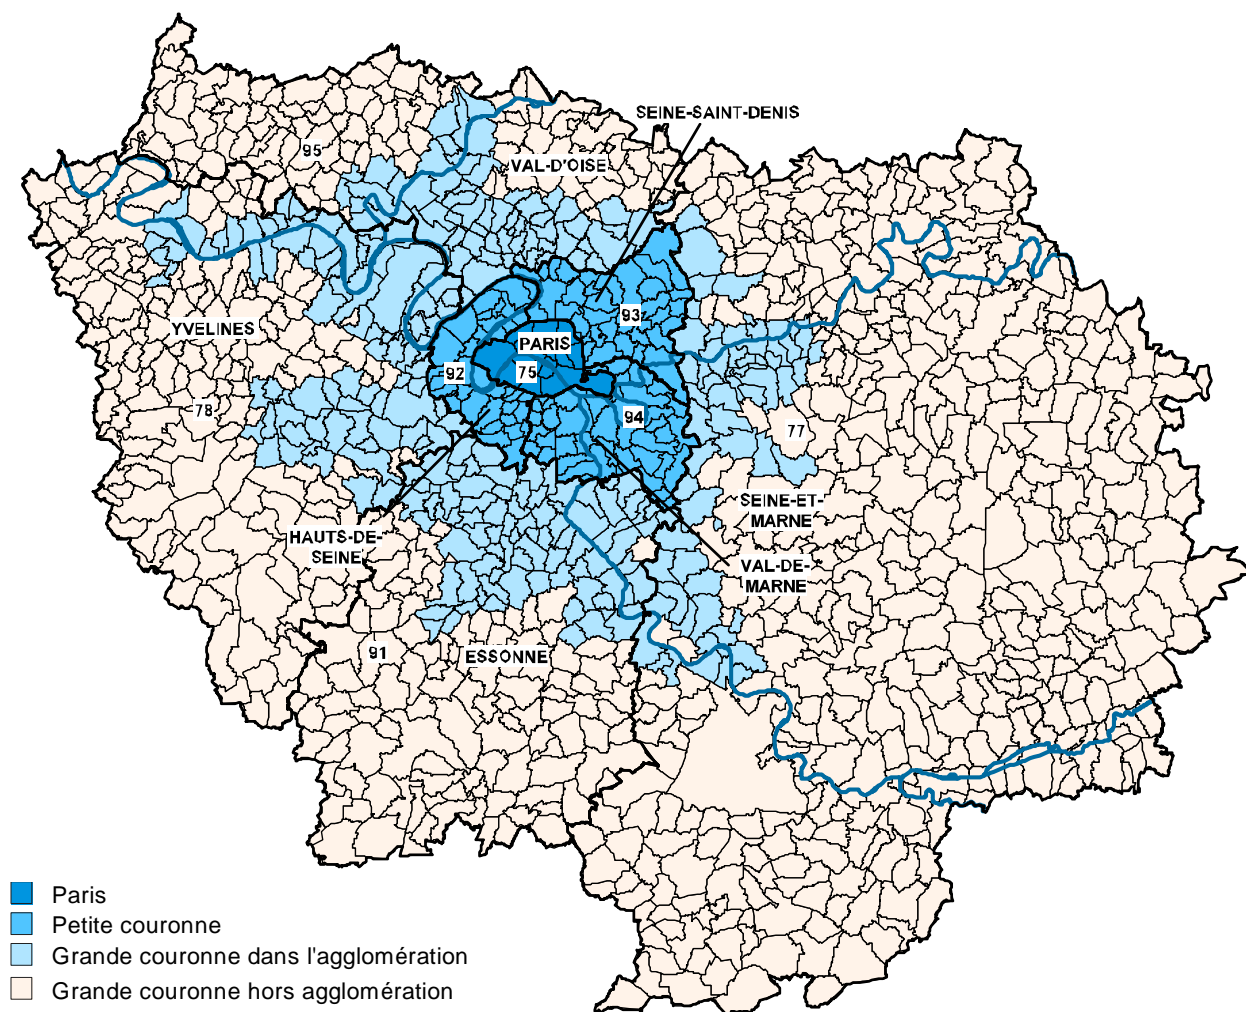 SEINE-SAINT-DENIS
95
VAL-D'OISE
93
YVELINES
PARIS
92
75
78
94
77
SEINE-ET-
MARNE
HAUTS-DE-
SEINE
VAL-DE-
MARNE
91
ESSONNE
Paris
Petite couronne
Grande couronne dans l'agglomération
Grande couronne hors agglomération